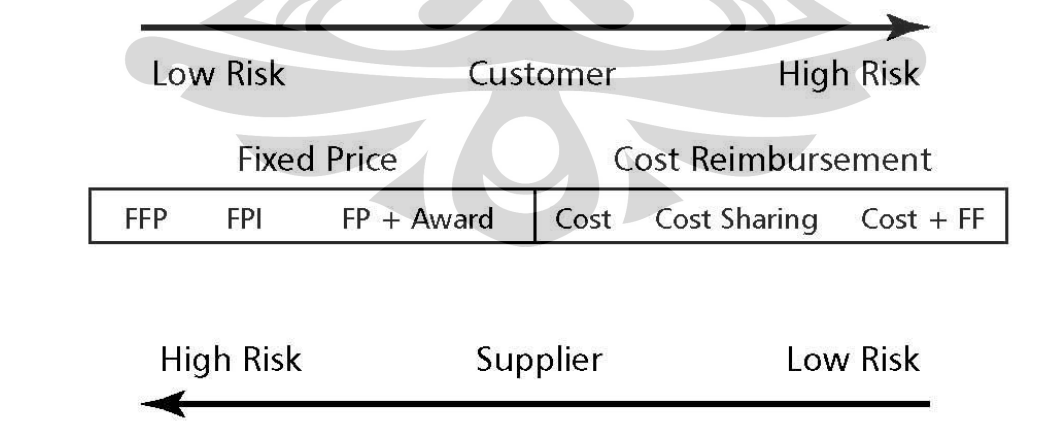 Low Risk Customer High Risk
Fixed Price Cost Reimbursement
FFP FPI FP + Award Cost Cost Sharing Cost + FF
High Risk Supplier Low Risk